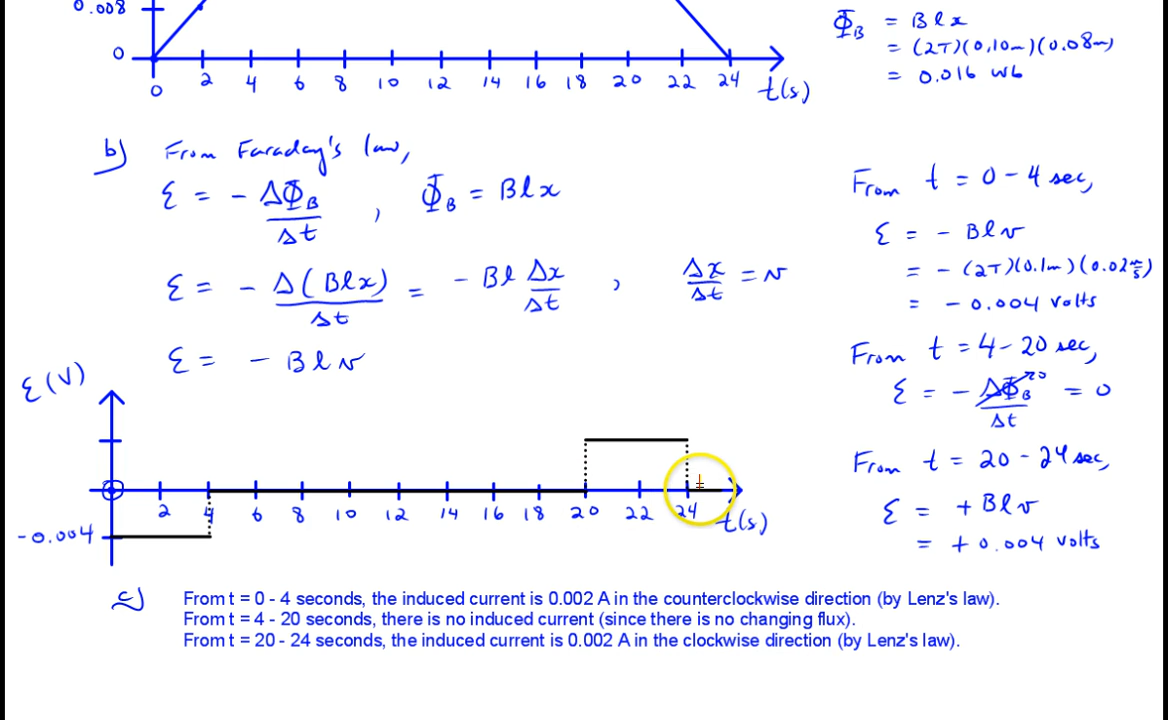 0.008
0
0 2 4 6 8 10 12 14 16 18 20 22 24 t(s)
Φ_B = Blx
= (2T)(0.10m)(0.08m)
= 0.016 Wb
b) From Faraday's law,
ε = - ΔΦ_B/Δt , Φ_B = Blx
ε = - Δ(Blx)/Δt = - Bl Δx/Δt , Δx/Δt = v
ε = - Blv
From t = 0 - 4 sec,
ε = - Blv
= - (2T)(0.1m)(0.02 m/s)
= - 0.004 volts
From t = 4 - 20 sec,
ε = - ΔΦ_B/Δt = 0
0
From t = 20 - 24 sec,
ε = + Blv
= + 0.004 volts
ε(V)
0 2 4 6 8 10 12 14 16 18 20 22 24 t(s)
-0.004
c) From t = 0 - 4 seconds, the induced current is 0.002 A in the counterclockwise direction (by Lenz's law).
From t = 4 - 20 seconds, there is no induced current (since there is no changing flux).
From t = 20 - 24 seconds, the induced current is 0.002 A in the clockwise direction (by Lenz's law).